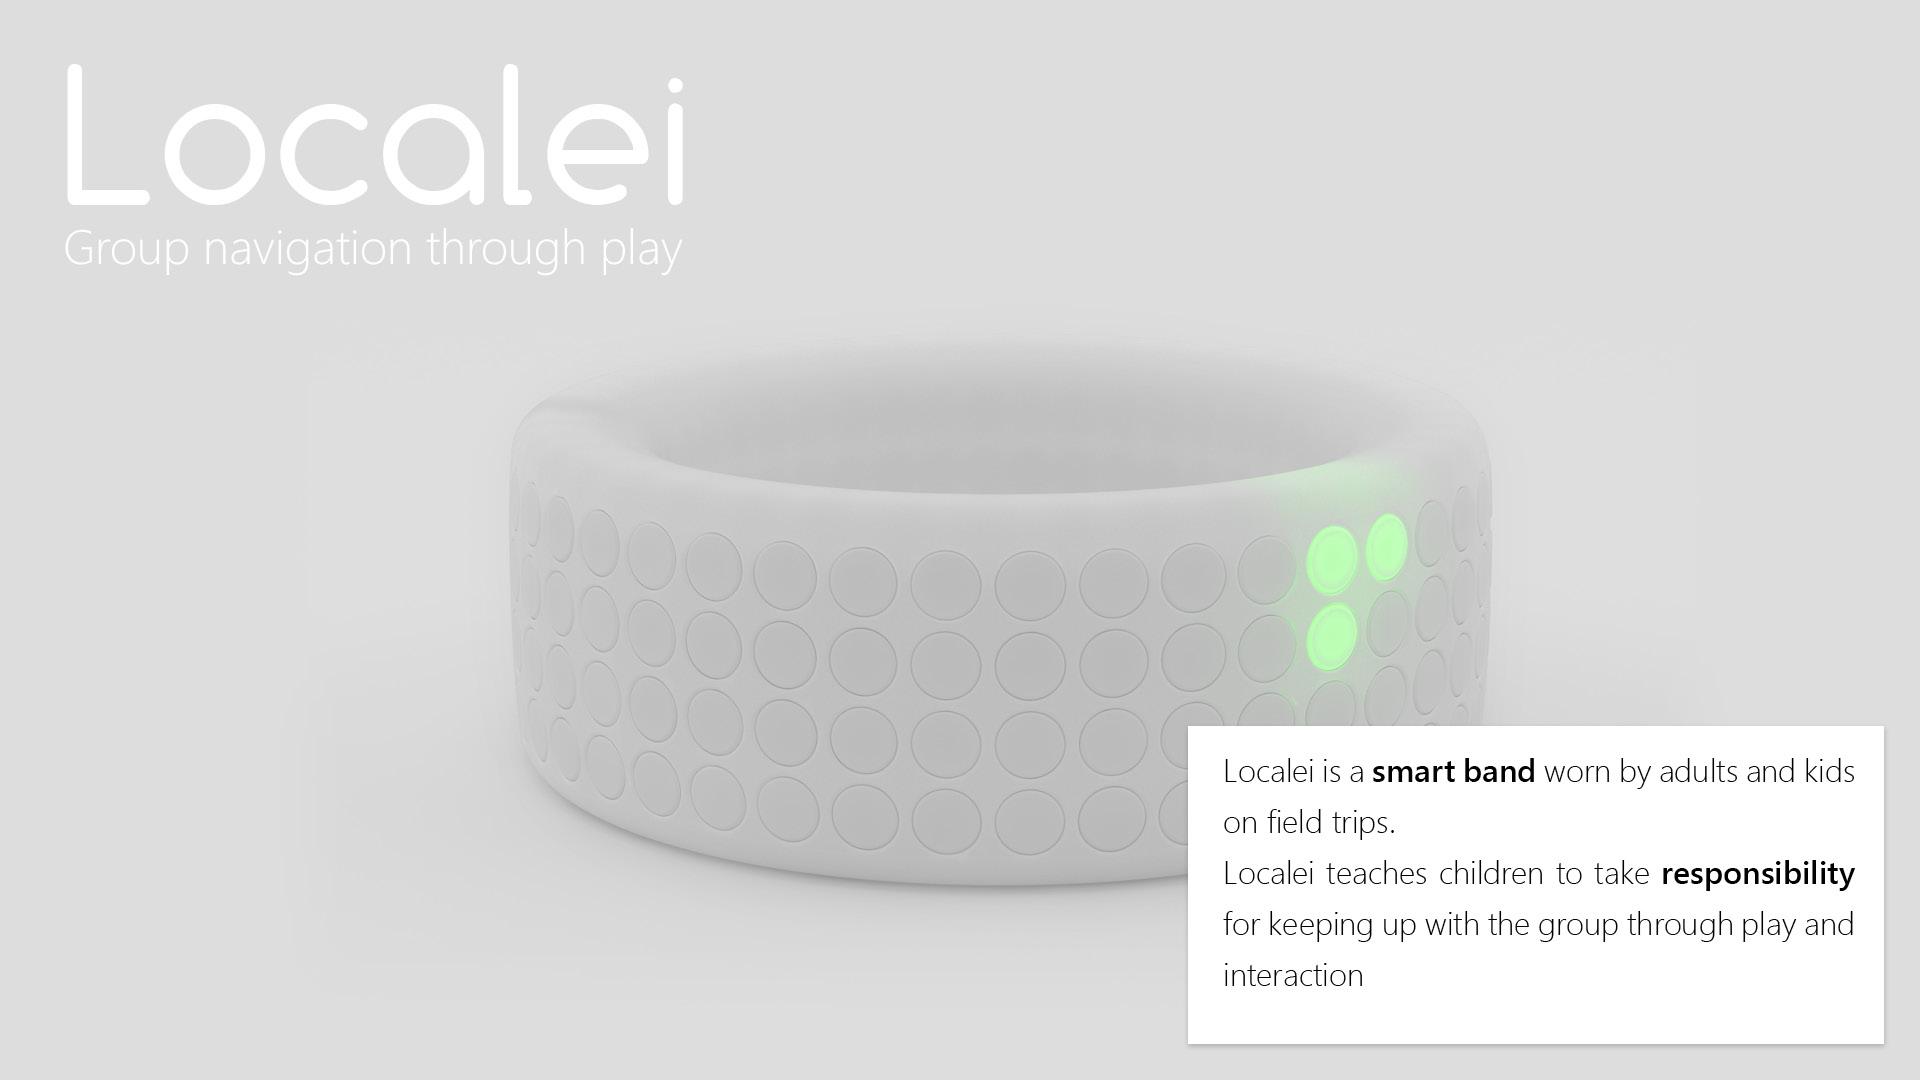 Localei
Group navigation through play
Localei is a smart band worn by adults and kids
on field trips.
Localei teaches children to take responsibility
for keeping up with the group through play and
interaction